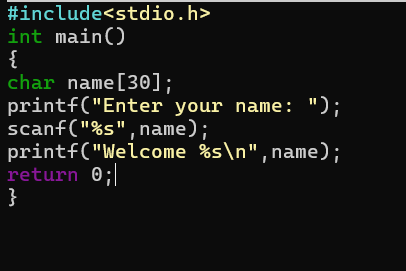 #include<stdio.h>
int main()
{
char name[30];
printf("Enter your name: ");
scanf("%s",name);
printf("Welcome %s\n",name);
return 0;
}